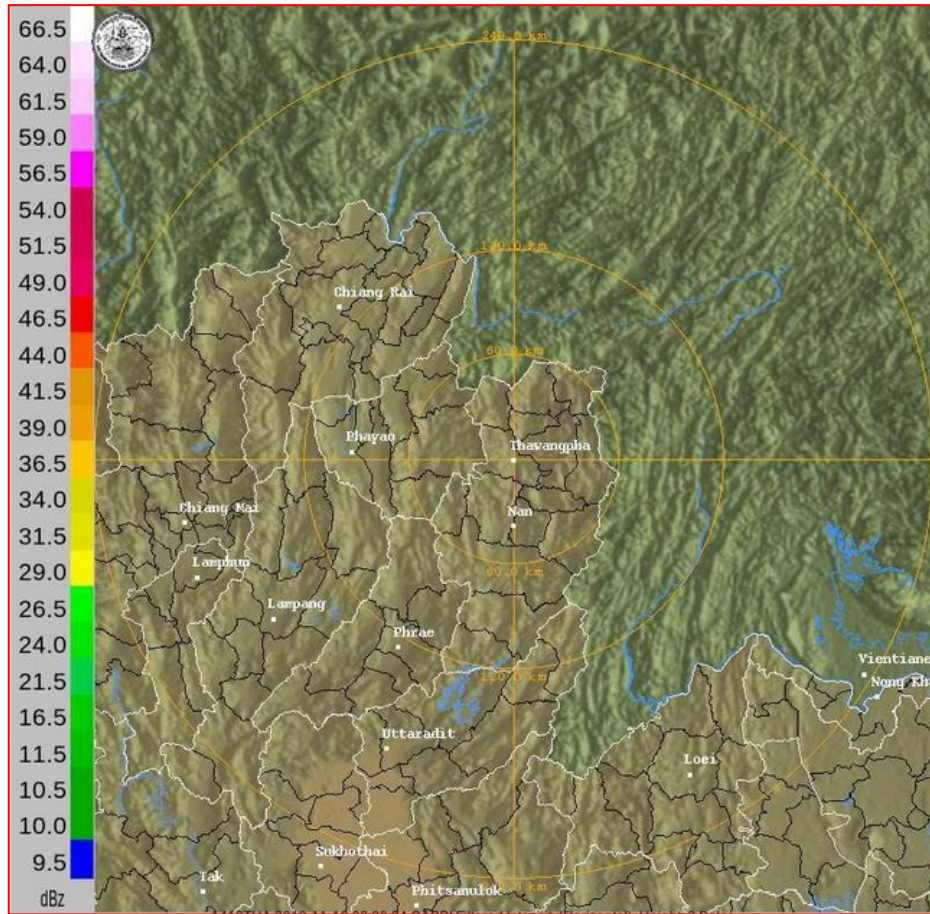 66.5
64.0
61.5
59.0
56.5
54.0
51.5
49.0
46.5
44.0
41.5
39.0
36.5
34.0
31.5
29.0
26.5
24.0
21.5
16.5
11.5
10.5
10.0
9.5
dBz
240.0 km
120.0 km
Chiang Rai
60.0 km
Phayao
Thawangpha
Chiang Mai
Nan
Lamphun
60.0 km
Lampang
Phrae
Vientiane
120.0 km
Nong Kha
Uttaradit
Loei
Sukhothai
Tak
Phitsanulok